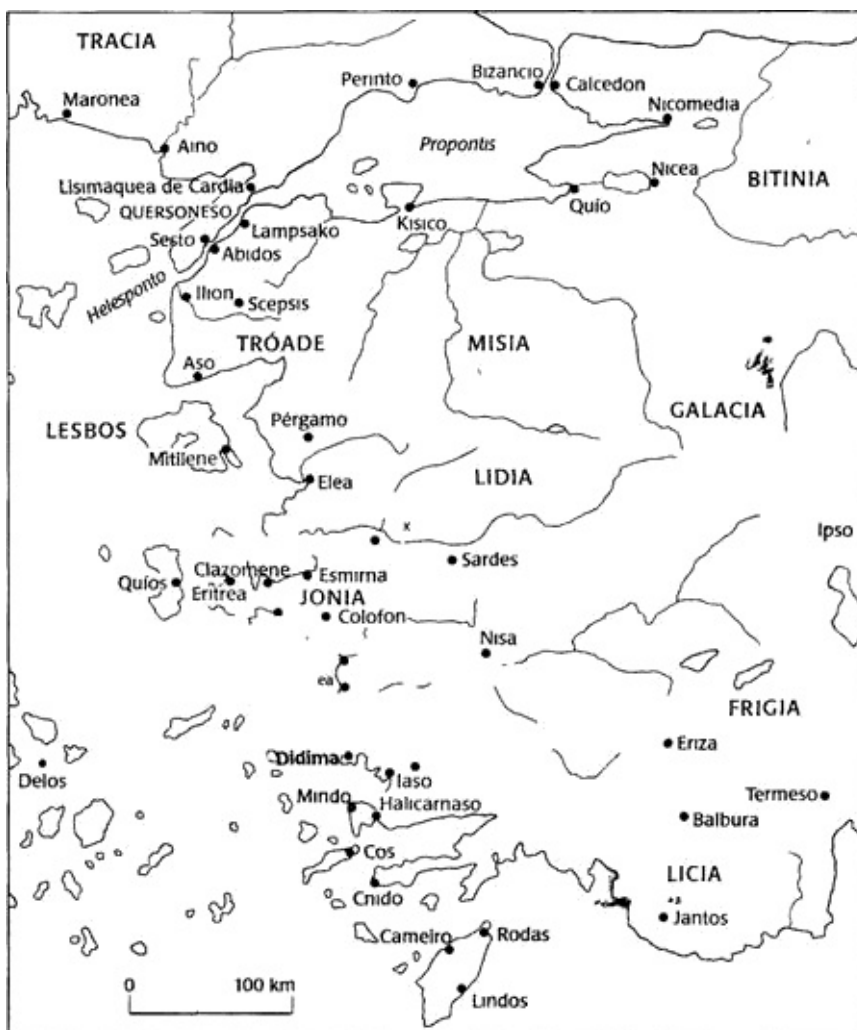 TRACIA
Perinto
Bizancio
Calcedon
Maronea
Nicomedia
Aino
Propontis
Lisimaquea de Cardia
Nicea
BITINIA
QUERSONESO
Quío
Lampsako
Kisico
Sesto
Abidos
Helesponto
Ilion
Scepsis
TRÓADE
MISIA
Aso
GALACIA
LESBOS
Pérgamo
Mitilene
Elea
LIDIA
x
Ipso
Sardes
Clazomene
Quíos
Esmirna
Eritrea
JONIA
Colofon
Nisa
ea
FRIGIA
Eriza
Didima
Delos
Iaso
Mindo
Halicarnaso
Termeso
Balbura
Cos
LICIA
Cnido
Jantos
Cameiro
Rodas
0
100 km
Lindos